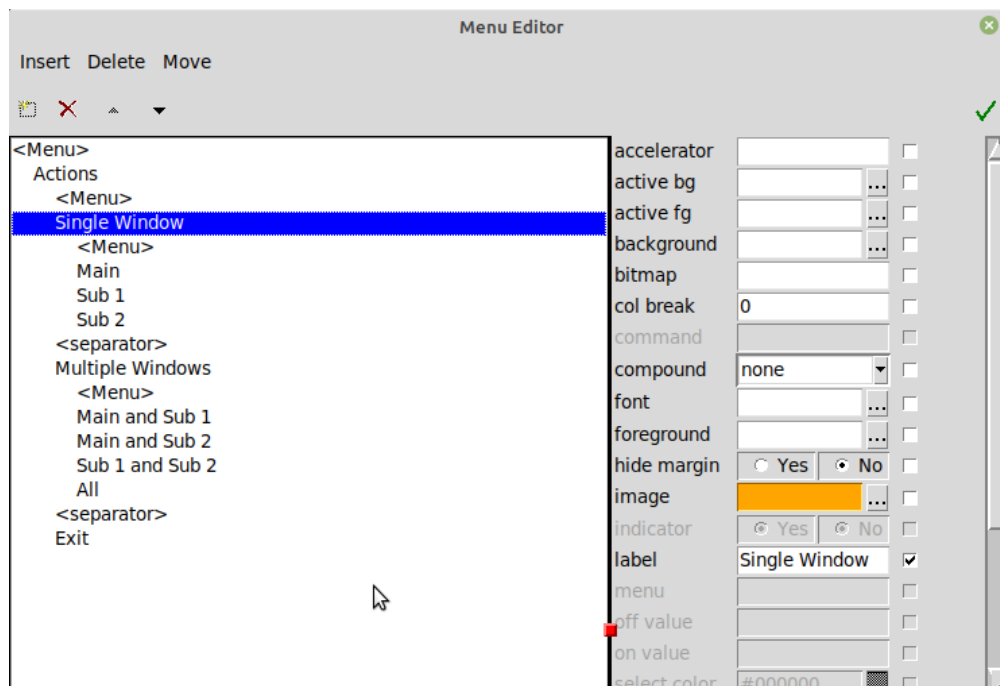 Menu Editor
Insert Delete Move
<Menu>
Actions
<Menu>
Single Window
<Menu>
Main
Sub 1
Sub 2
<separator>
Multiple Windows
<Menu>
Main and Sub 1
Main and Sub 2
Sub 1 and Sub 2
All
<separator>
Exit
accelerator
active bg ...
active fg ...
background ...
bitmap
col break 0
command
compound none
font ...
foreground ...
hide margin Yes No
image ...
indicator Yes No
label Single Window
menu
off value
on value
select color #000000